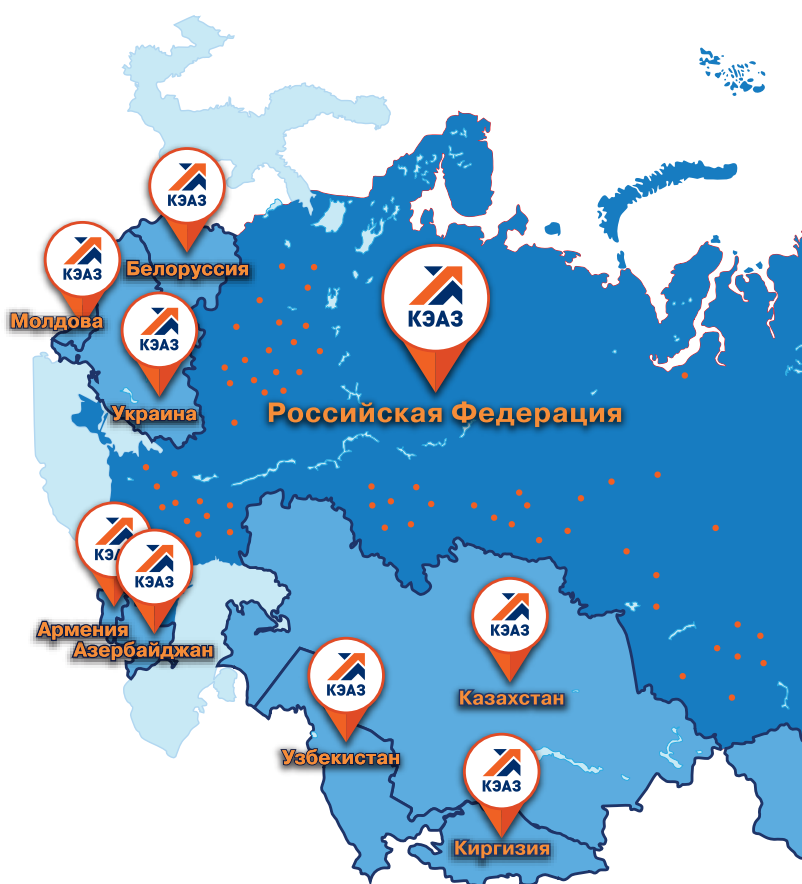 КЭАЗ
Белоруссия
КЭАЗ
Молдова
КЭАЗ
Российская Федерация
КЭАЗ
Украина
КЭАЗ
Армения
КЭАЗ
Азербайджан
КЭАЗ
Казахстан
КЭАЗ
Узбекистан
КЭАЗ
Киргизия